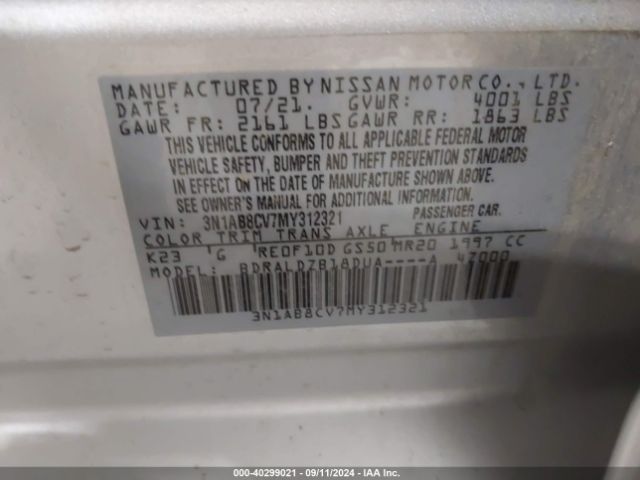 MANUFACTURED BY NISSAN MOTOR CO., LTD.
DATE: 07/21. GVWR: 4001 LBS
GAWR FR: 2161 LBS GAWR RR: 1863 LBS
THIS VEHICLE CONFORMS TO ALL APPLICABLE FEDERAL MOTOR
VEHICLE SAFETY, BUMPER AND THEFT PREVENTION STANDARDS
IN EFFECT ON THE DATE OF MANUFACTURE SHOWN ABOVE.
SEE OWNER'S MANUAL FOR ADDITIONAL INFORMATION.
VIN: 3N1AB8CV7MY312321 PASSENGER CAR.
COLOR TRIM TRANS AXLE ENGINE
K23 'G RE0F10D GS50 MR20 1997 CC
MODEL: BDRALDZB18DUA----A 4Z000
3N1AB8CV7MY312321
000-40299021 - 09/11/2024 - IAA Inc.